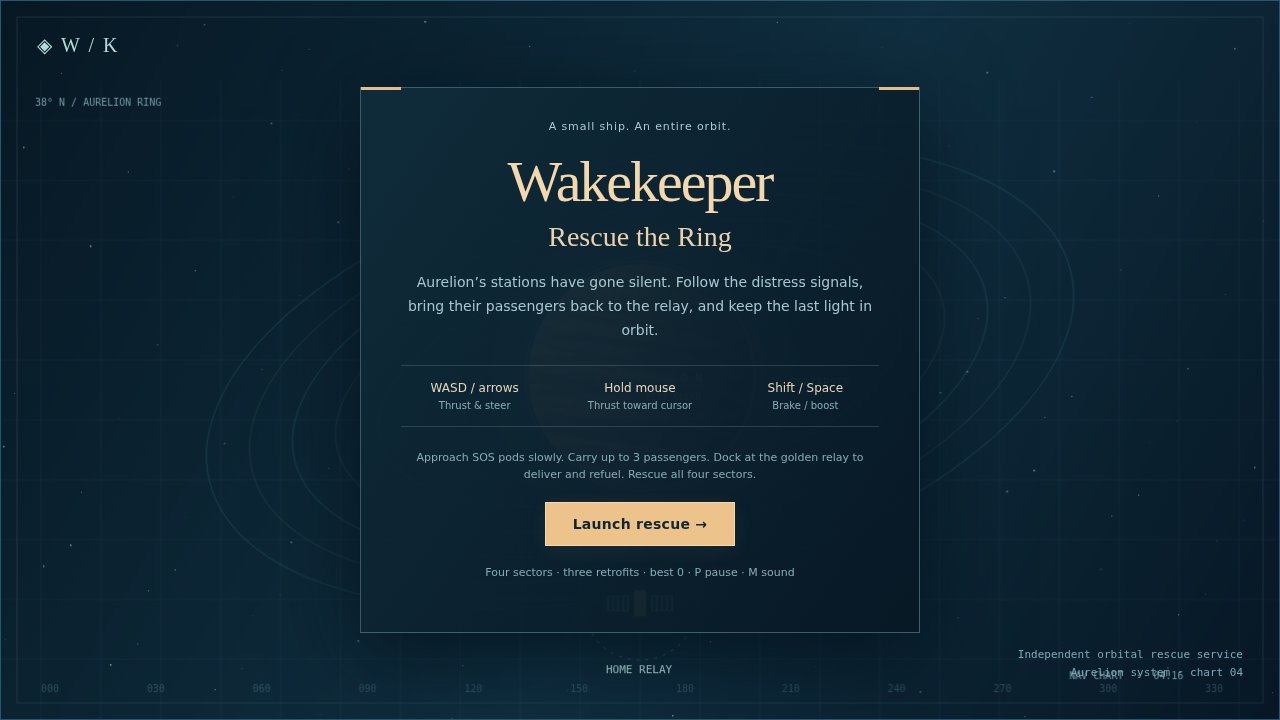 ◈ W / K
38° N / AURELION RING
A small ship. An entire orbit.
Wakekeeper
Rescue the Ring
Aurelion’s stations have gone silent. Follow the distress signals,
bring their passengers back to the relay, and keep the last light in
orbit.
WASD / arrows
Thrust & steer
Hold mouse
Thrust toward cursor
Shift / Space
Brake / boost
Approach SOS pods slowly. Carry up to 3 passengers. Dock at the golden relay to
deliver and refuel. Rescue all four sectors.
Launch rescue →
Four sectors · three retrofits · best 0 · P pause · M sound
HOME RELAY
Independent orbital rescue service
Aurelion system · chart 04
NAV CHART 04.16
000 030 060 090 120 150 180 210 240 270 300 330